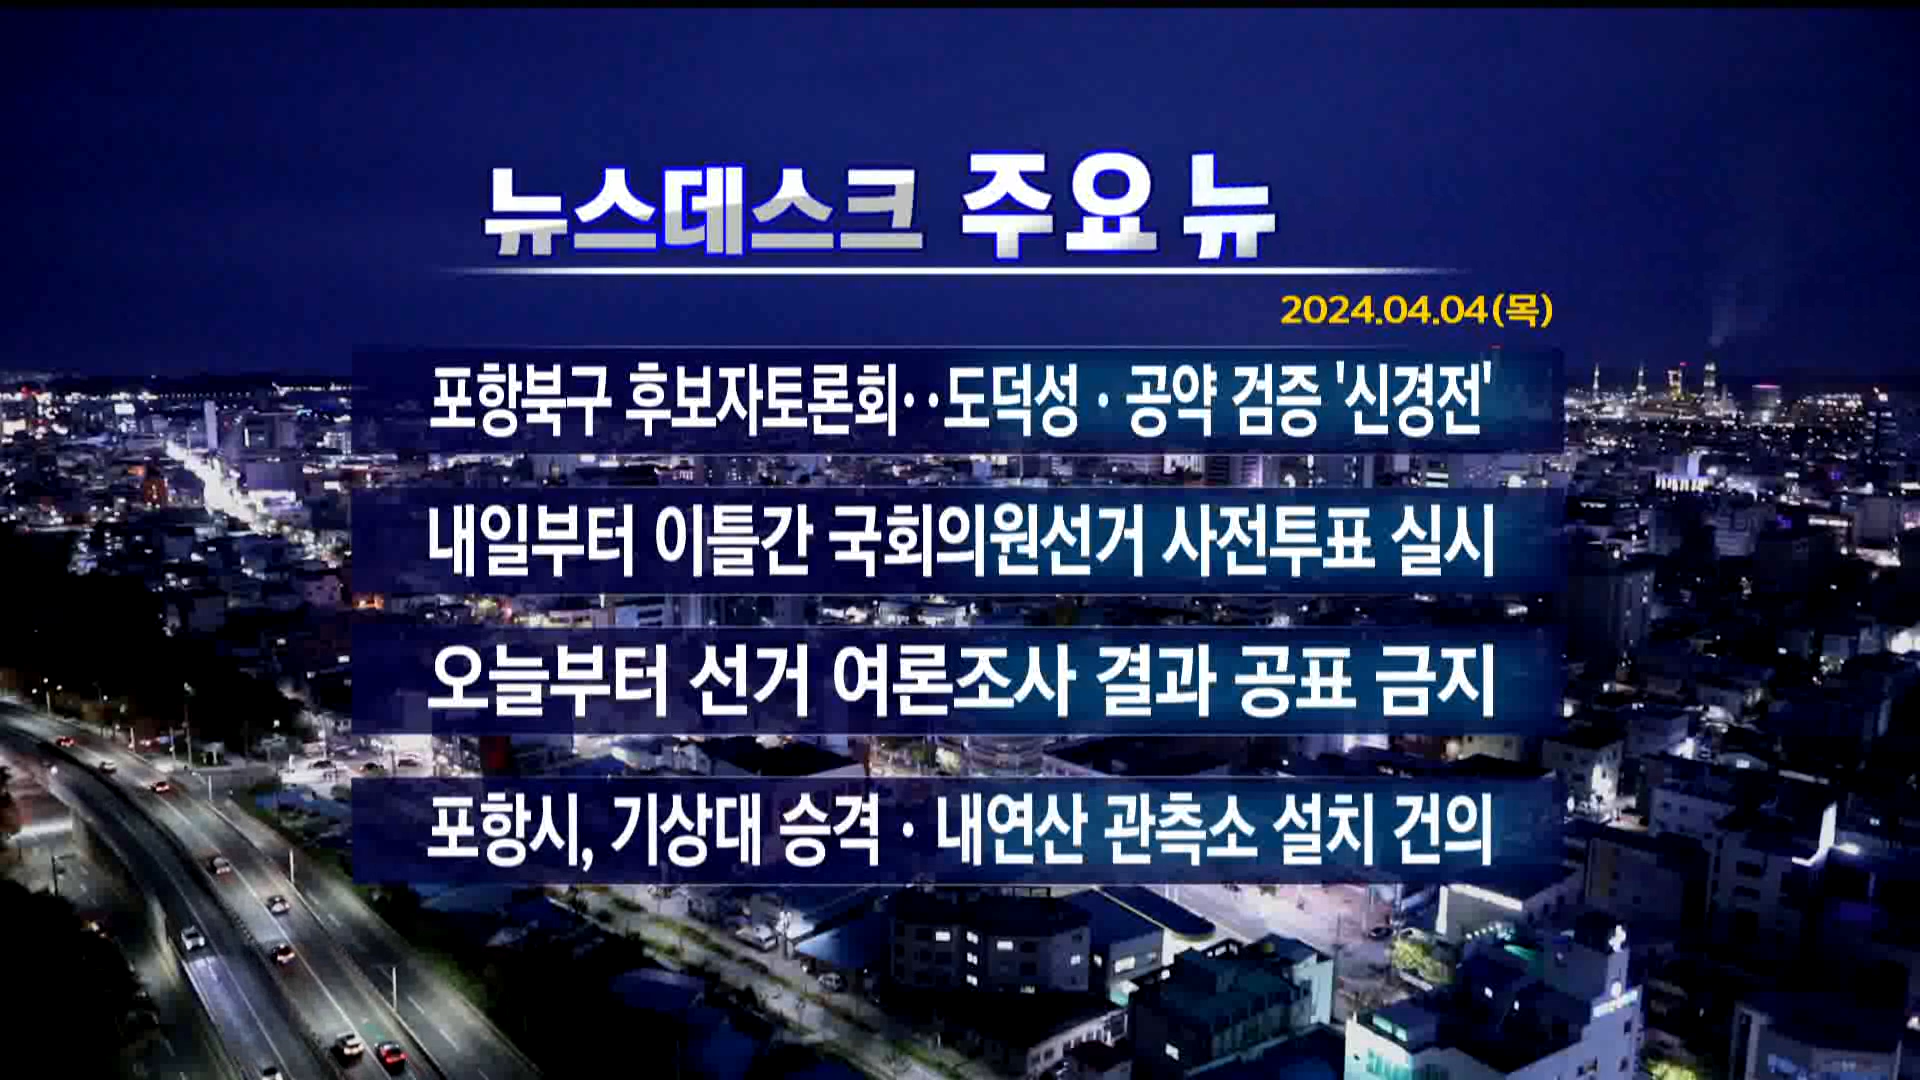 뉴스데스크 주요 뉴
2024.04.04(목)
포항북구 후보자토론회‥도덕성·공약 검증 '신경전'
내일부터 이틀간 국회의원선거 사전투표 실시
오늘부터 선거 여론조사 결과 공표 금지
포항시, 기상대 승격·내연산 관측소 설치 건의